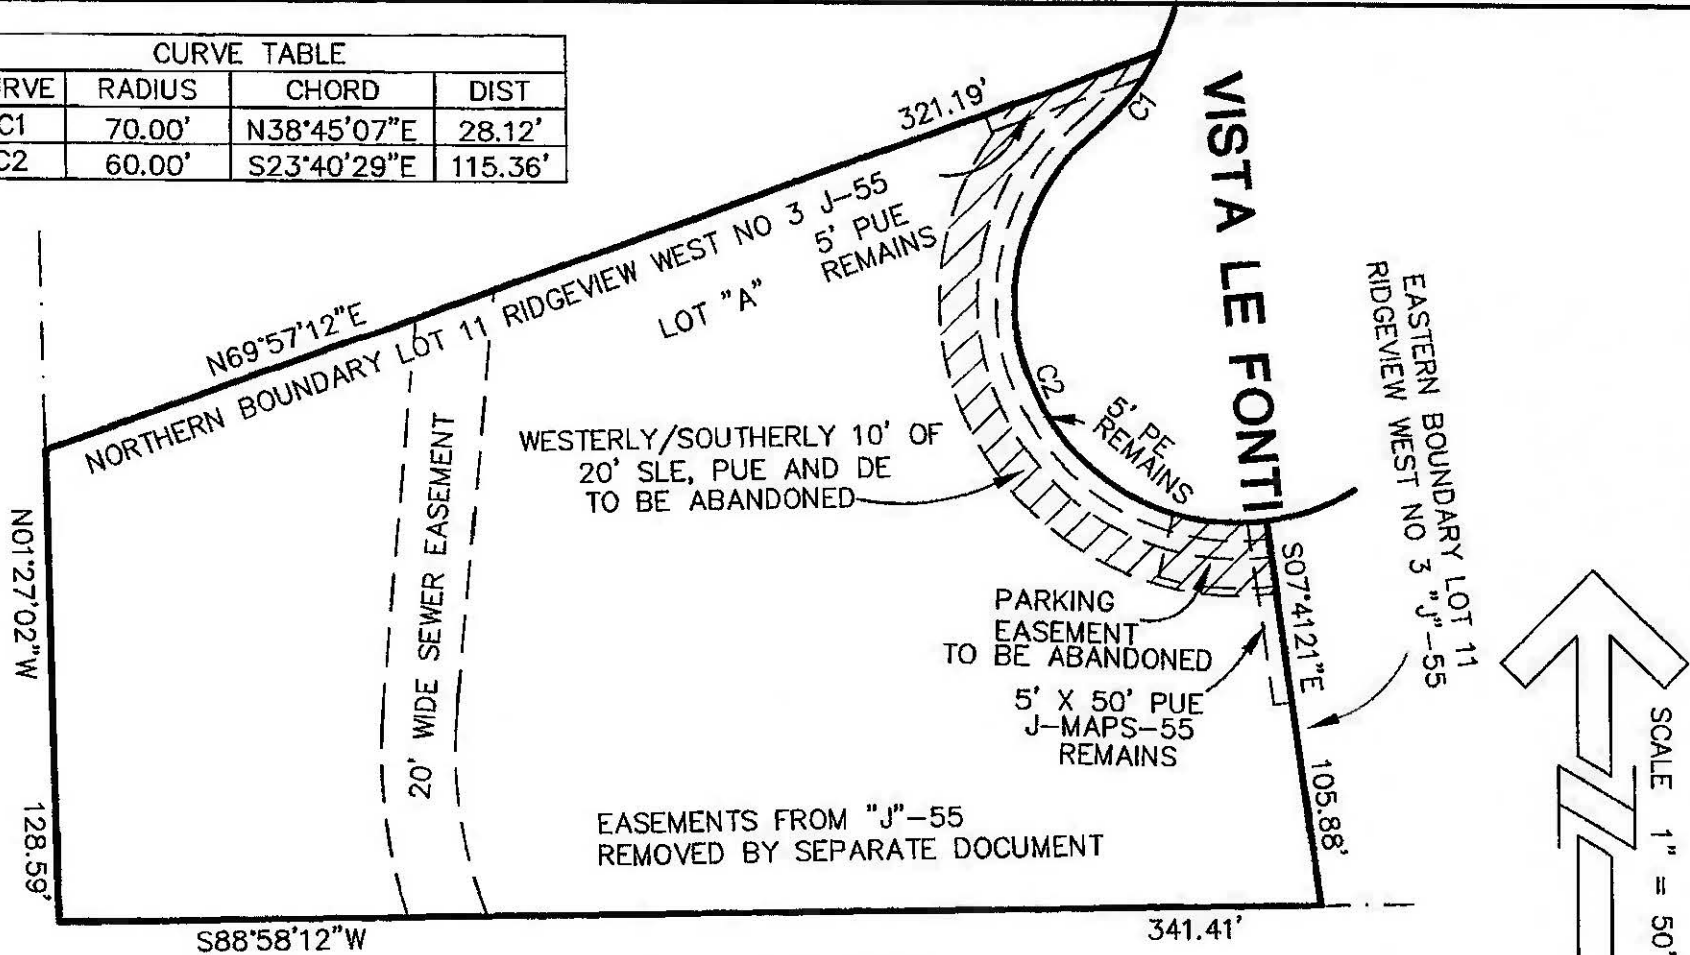 CURVE TABLE
RVE RADIUS CHORD DIST
C1 70.00' N38°45'07"E 28.12'
C2 60.00' S23°40'29"E 115.36'
321.19'
C1
VISTA LE FONTI
N69°57'12"E
NORTHERN BOUNDARY LOT 11 RIDGEVIEW WEST NO 3 J-55
LOT "A"
5' PUE
REMAINS
EASTERN BOUNDARY LOT 11
RIDGEVIEW WEST NO 3 "J"-55
C2
5' PE
REMAINS
WESTERLY/SOUTHERLY 10' OF
20' SLE, PUE AND DE
TO BE ABANDONED
20' WIDE SEWER EASEMENT
N01°27'02"W
128.59'
PARKING
EASEMENT
TO BE ABANDONED
S07°41'21"E
105.88'
5' X 50' PUE
J-MAPS-55
REMAINS
EASEMENTS FROM "J"-55
REMOVED BY SEPARATE DOCUMENT
S88°58'12"W
341.41'
SCALE 1" = 50'